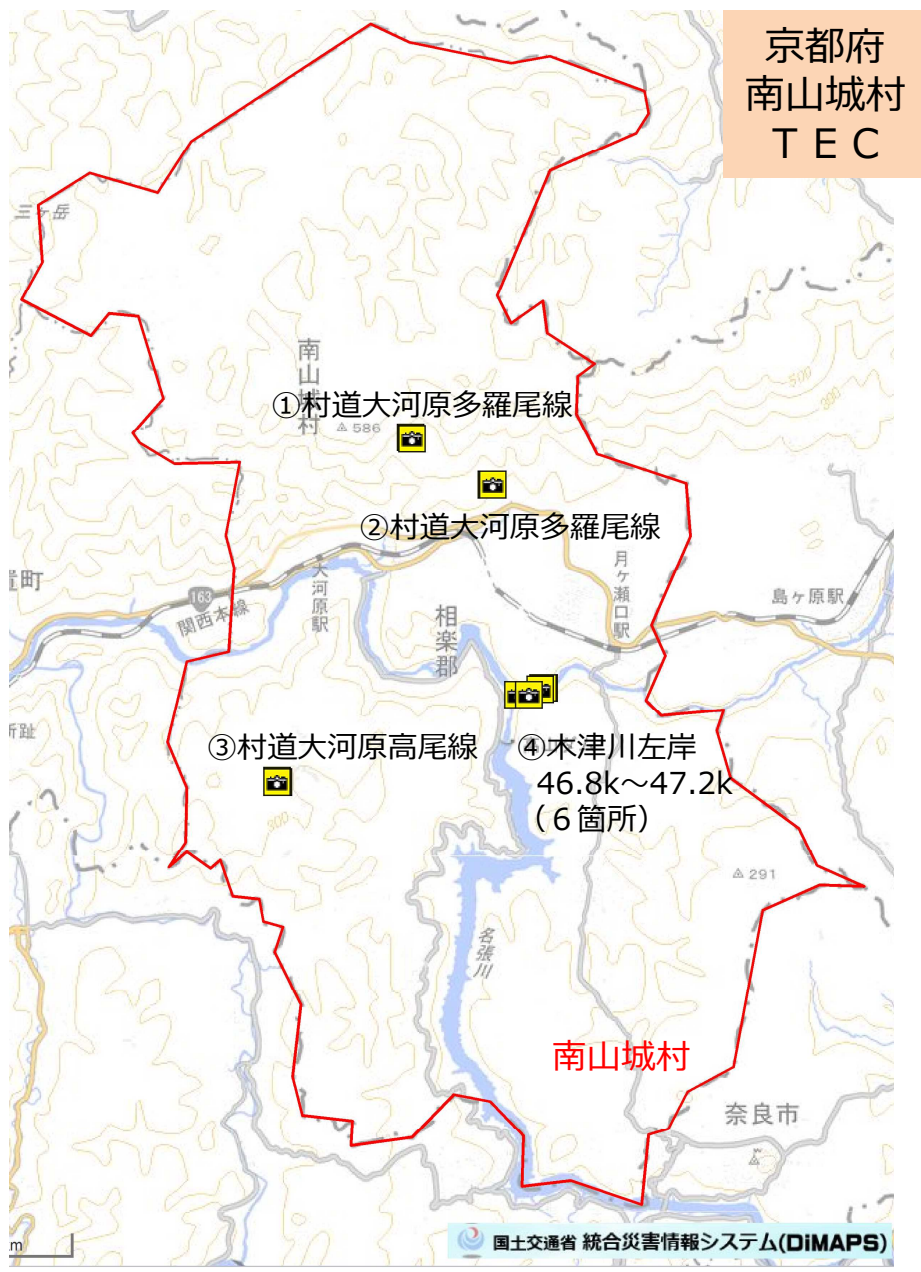 京都府
南山城村
ＴＥＣ
三ヶ岳
南山城村
①村道大河原多羅尾線
586
500
300
②村道大河原多羅尾線
置町
163
関西本線
大河原駅
月ヶ瀬口駅
島ヶ原駅
相楽郡
③村道大河原高尾線
④木津川左岸
46.8k～47.2k
（６箇所）
300
291
名張川
南山城村
奈良市
m
国土交通省 統合災害情報システム(DiMAPS)